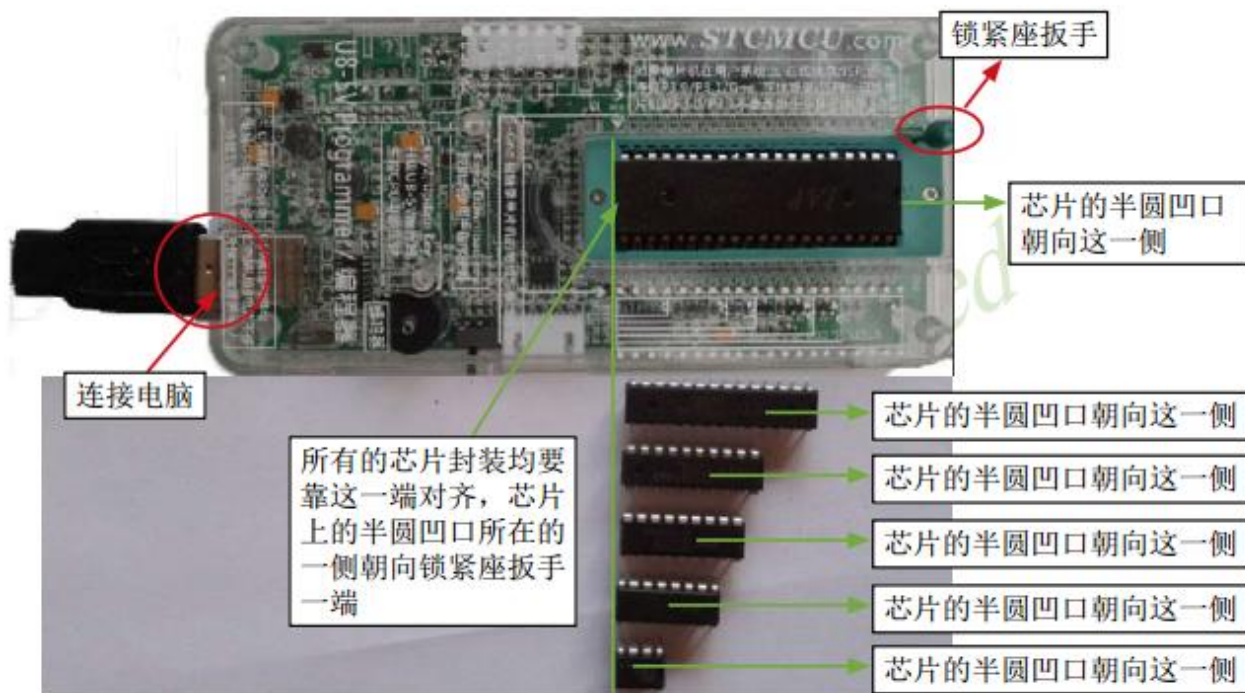 www.STCMCU.com
锁紧座扳手
U8-5V Programmer/编程器
芯片的半圆凹口
朝向这一侧
连接电脑
所有的芯片封装均要
靠这一端对齐，芯片
上的半圆凹口所在的
一侧朝向锁紧座扳手
一端
芯片的半圆凹口朝向这一侧
芯片的半圆凹口朝向这一侧
芯片的半圆凹口朝向这一侧
芯片的半圆凹口朝向这一侧
芯片的半圆凹口朝向这一侧